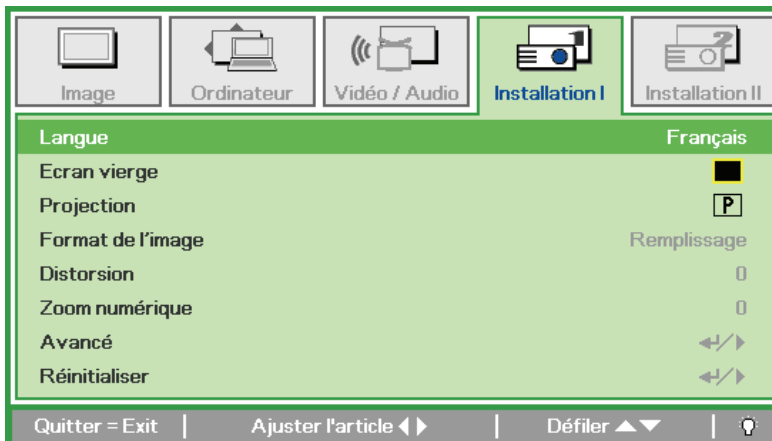 Image Ordinateur Vidéo / Audio Installation I Installation II
Langue Français
Ecran vierge
Projection P
Format de l'image Remplissage
Distorsion 0
Zoom numérique 0
Avancé ↵/▶
Réinitialiser ↵/▶
Quitter = Exit | Ajuster l'article ◀ ▶ | Défiler ▲▼ |